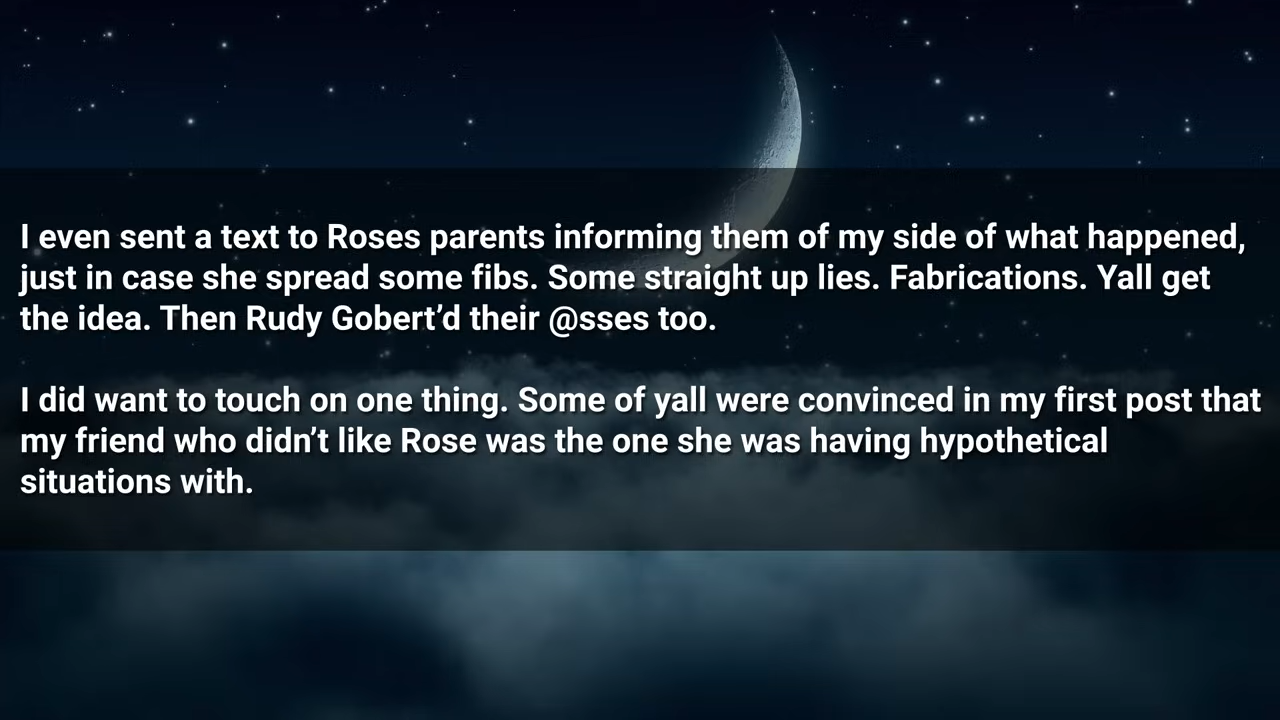 I even sent a text to Roses parents informing them of my side of what happened,
just in case she spread some fibs. Some straight up lies. Fabrications. Yall get
the idea. Then Rudy Gobert’d their @sses too.
I did want to touch on one thing. Some of yall were convinced in my first post that
my friend who didn’t like Rose was the one she was having hypothetical
situations with.